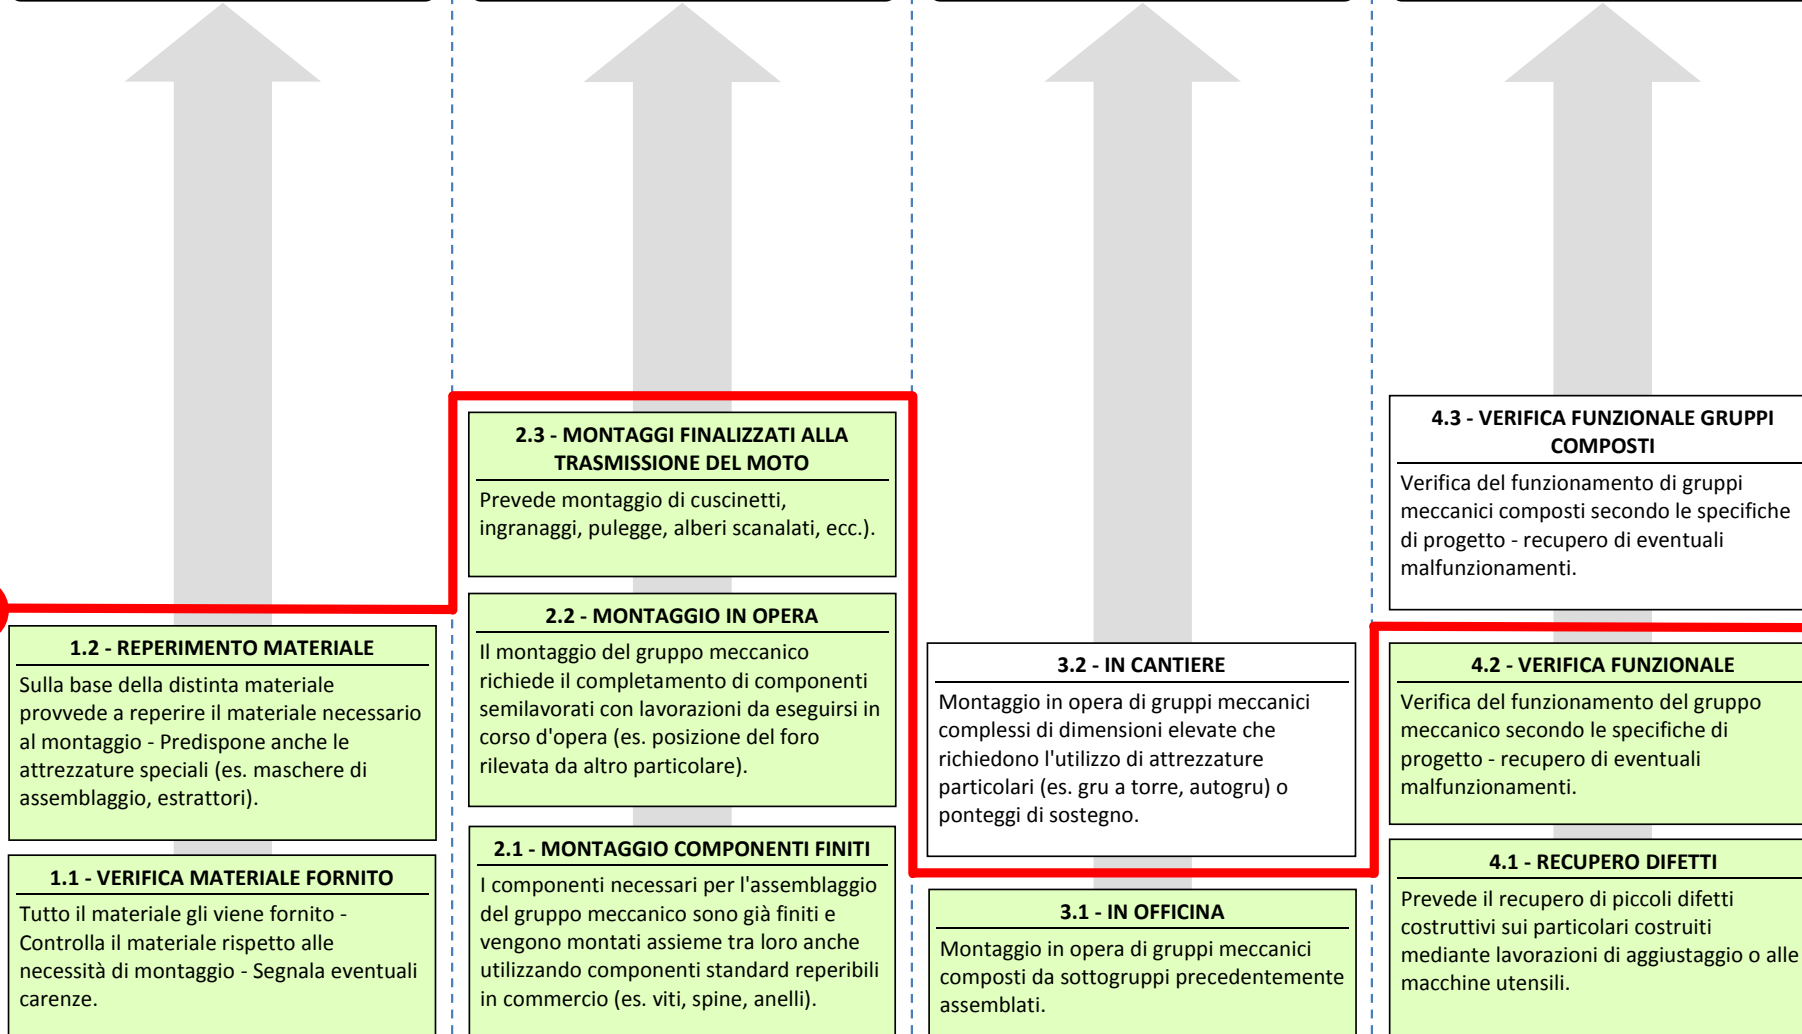 2.3 - MONTAGGI FINALIZZATI ALLA
TRASMISSIONE DEL MOTO
Prevede montaggio di cuscinetti,
ingranaggi, pulegge, alberi scanalati, ecc.).
4.3 - VERIFICA FUNZIONALE GRUPPI
COMPOSTI
Verifica del funzionamento di gruppi
meccanici composti secondo le specifiche
di progetto - recupero di eventuali
malfunzionamenti.
1.2 - REPERIMENTO MATERIALE
Sulla base della distinta materiale
provvede a reperire il materiale necessario
al montaggio - Predispone anche le
attrezzature speciali (es. maschere di
assemblaggio, estrattori).
2.2 - MONTAGGIO IN OPERA
Il montaggio del gruppo meccanico
richiede il completamento di componenti
semilavorati con lavorazioni da eseguirsi in
corso d'opera (es. posizione del foro
rilevata da altro particolare).
3.2 - IN CANTIERE
Montaggio in opera di gruppi meccanici
complessi di dimensioni elevate che
richiedono l'utilizzo di attrezzature
particolari (es. gru a torre, autogru) o
ponteggi di sostegno.
4.2 - VERIFICA FUNZIONALE
Verifica del funzionamento del gruppo
meccanico secondo le specifiche di
progetto - recupero di eventuali
malfunzionamenti.
1.1 - VERIFICA MATERIALE FORNITO
Tutto il materiale gli viene fornito -
Controlla il materiale rispetto alle
necessità di montaggio - Segnala eventuali
carenze.
2.1 - MONTAGGIO COMPONENTI FINITI
I componenti necessari per l'assemblaggio
del gruppo meccanico sono già finiti e
vengono montati assieme tra loro anche
utilizzando componenti standard reperibili
in commercio (es. viti, spine, anelli).
3.1 - IN OFFICINA
Montaggio in opera di gruppi meccanici
composti da sottogruppi precedentemente
assemblati.
4.1 - RECUPERO DIFETTI
Prevede il recupero di piccoli difetti
costruttivi sui particolari costruiti
mediante lavorazioni di aggiustaggio o alle
macchine utensili.